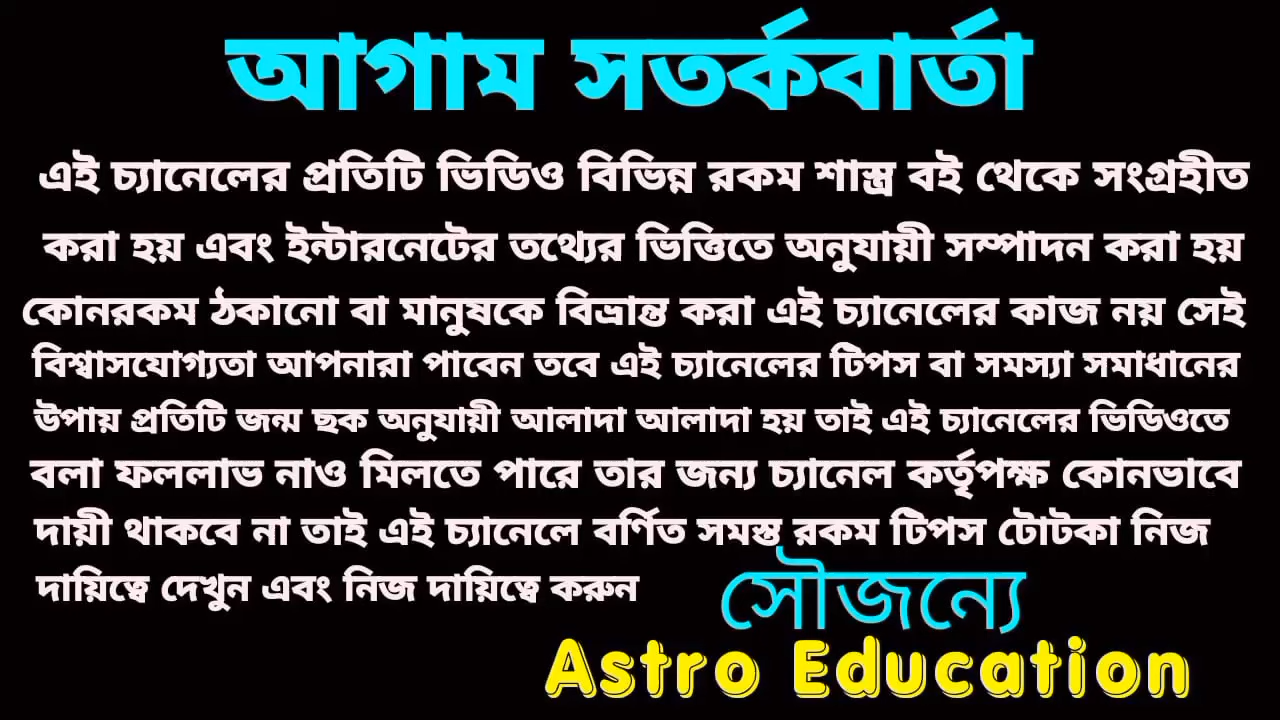 আগাম সতর্কবার্তা
এই চ্যানেলের প্রতিটি ভিডিও বিভিন্ন রকম শাস্ত্র বই থেকে সংগ্রহীত
করা হয় এবং ইন্টারনেটের তথ্যের ভিত্তিতে অনুযায়ী সম্পাদন করা হয়
কোনরকম ঠকানো বা মানুষকে বিভ্রান্ত করা এই চ্যানেলের কাজ নয় সেই
বিশ্বাসযোগ্যতা আপনারা পাবেন তবে এই চ্যানেলের টিপস বা সমস্যা সমাধানের
উপায় প্রতিটি জন্ম ছক অনুযায়ী আলাদা আলাদা হয় তাই এই চ্যানেলের ভিডিওতে
বলা ফললাভ নাও মিলতে পারে তার জন্য চ্যানেল কর্তৃপক্ষ কোনভাবে
দায়ী থাকবে না তাই এই চ্যানেলে বর্ণিত সমস্ত রকম টিপস টোটকা নিজ
দায়িত্বে দেখুন এবং নিজ দায়িত্বে করুন
সৌজন্যে
Astro Education